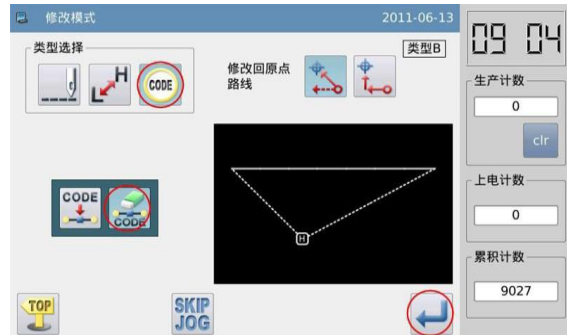 修改模式
2011-06-13
09 04
类型选择
H
CODE
修改回原点
路线
类型B
生产计数
0
clr
CODE
CODE
H
上电计数
0
累积计数
9027
TOP
SKIP
JOG